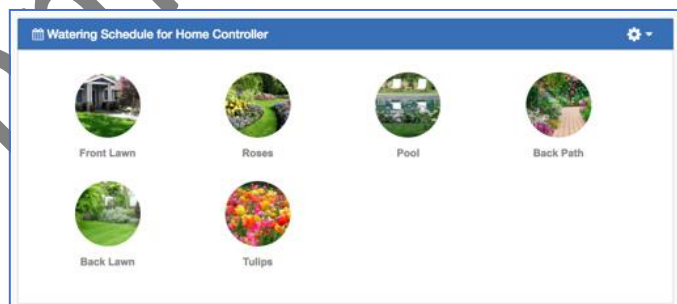 Watering Schedule for Home Controller
Front Lawn
Roses
Pool
Back Path
Back Lawn
Tulips